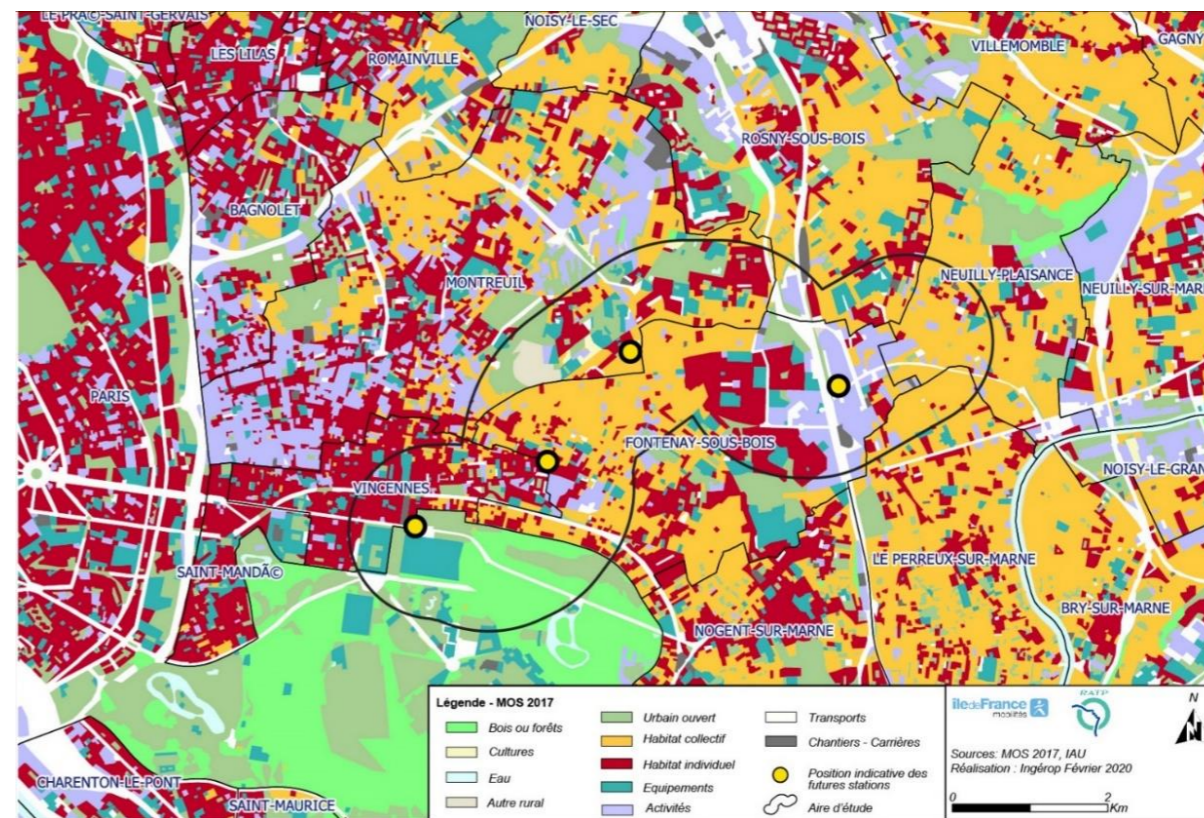 LE PRÃ©-SAINT-GERVAIS
NOISY-LE-SEC
GAGNY
LES LILAS
ROMAINVILLE
VILLEMOMBLE
ROSNY-SOUS-BOIS
BAGNOLET
MONTREUIL
NEUILLY-PLAISANCE
NEUILLY-SUR-MAR
PARIS
FONTENAY-SOUS-BOIS
NOISY-LE-GRAN
VINCENNES
SAINT-MANDÃ©
LE PERREUX-SUR-MARNE
BRY-SUR-MARNE
NOGENT-SUR-MARNE
CHARENTON-LE-PONT
SAINT-MAURICE
Légende - MOS 2017
Bois ou forêts
Cultures
Eau
Autre rural
Urbain ouvert
Habitat collectif
Habitat individuel
Equipements
Activités
Transports
Chantiers - Carrières
Position indicative des
futures stations
Aire d'étude
île de France
mobilités
RATP
N
Sources: MOS 2017, IAU
Réalisation : Ingérop Février 2020
0 2
Km